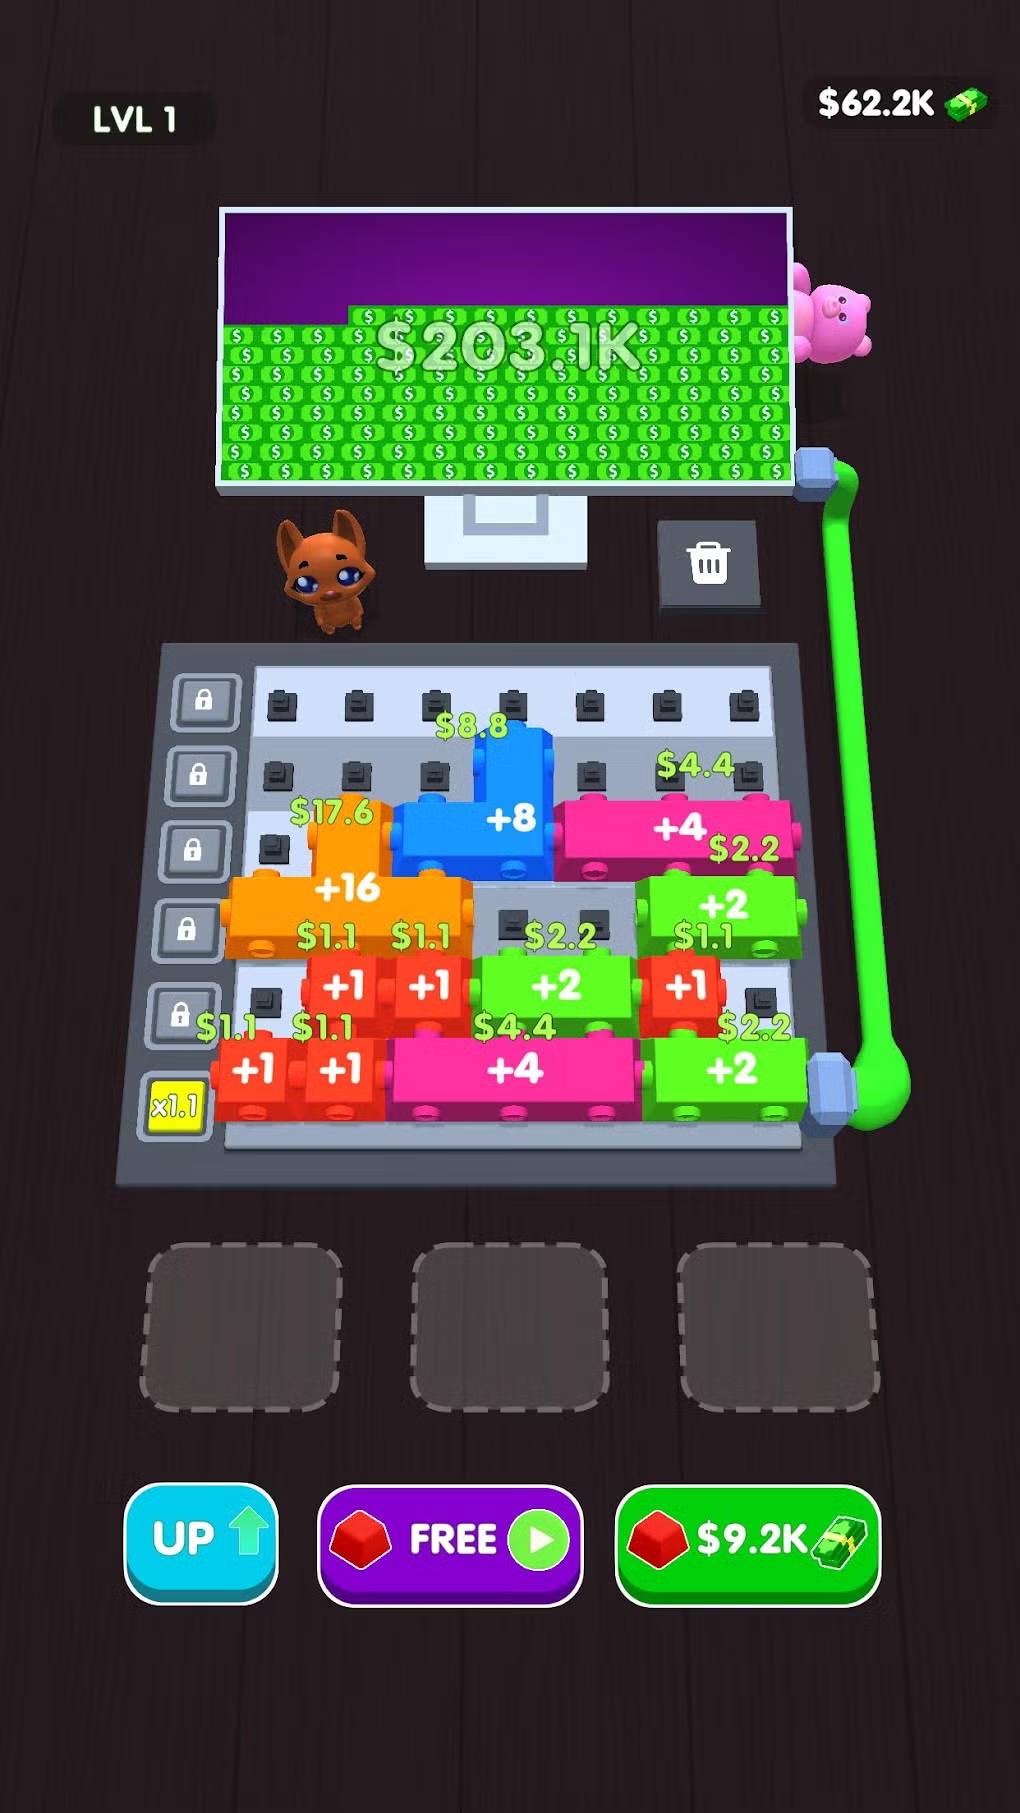 LVL 1
$62.2K
$203.1K
$8.8
$4.4
$17.6
+8
+4
$2.2
+16
+2
$1.1 $1.1 $2.2 $1.1
+1 +1 +2 +1
$1.1 $1.1 $4.4 $2.2
+1 +1 +4 +2
x1.1
UP FREE $9.2K